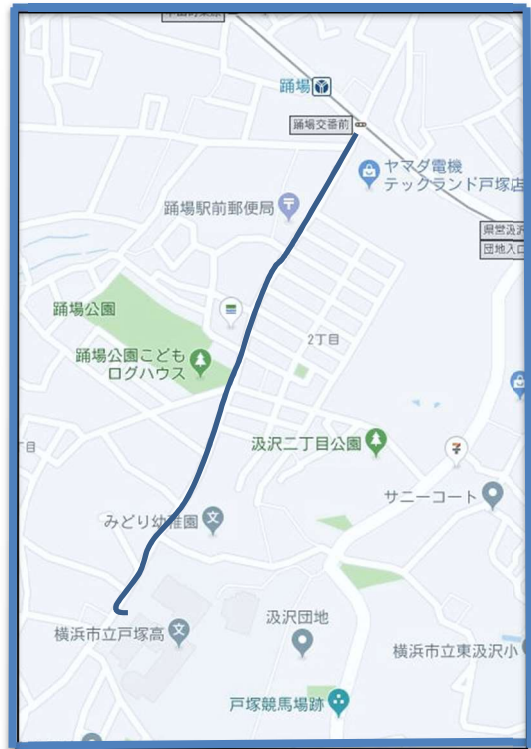 踊場
踊場交番前
ヤマダ電機
テックランド戸塚店
踊場駅前郵便局
県営汲沢
団地入口
踊場公園
2丁目
踊場公園こども
ログハウス
汲沢二丁目公園
丁目
サニーコート
みどり幼稚園
文
汲沢団地
横浜市立戸塚高
文
横浜市立東汲沢小
戸塚競馬場跡